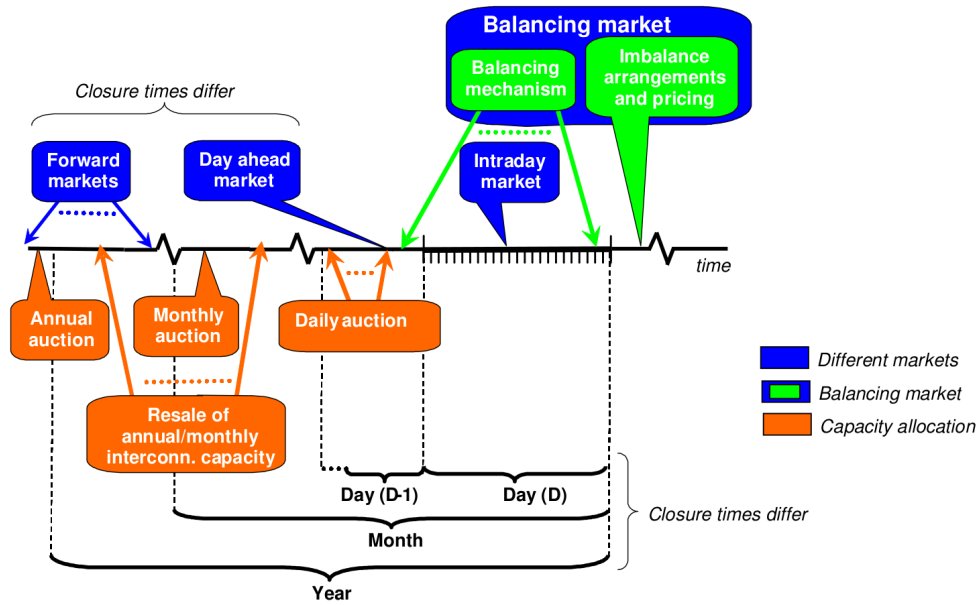 Balancing market
Balancing
mechanism
Imbalance
arrangements
and pricing
Closure times differ
Forward
markets
Day ahead
market
Intraday
market
time
Annual
auction
Monthly
auction
Daily auction
Different markets
Balancing market
Capacity allocation
Resale of
annual/monthly
interconn. capacity
Day (D-1)
Day (D)
Closure times differ
Month
Year